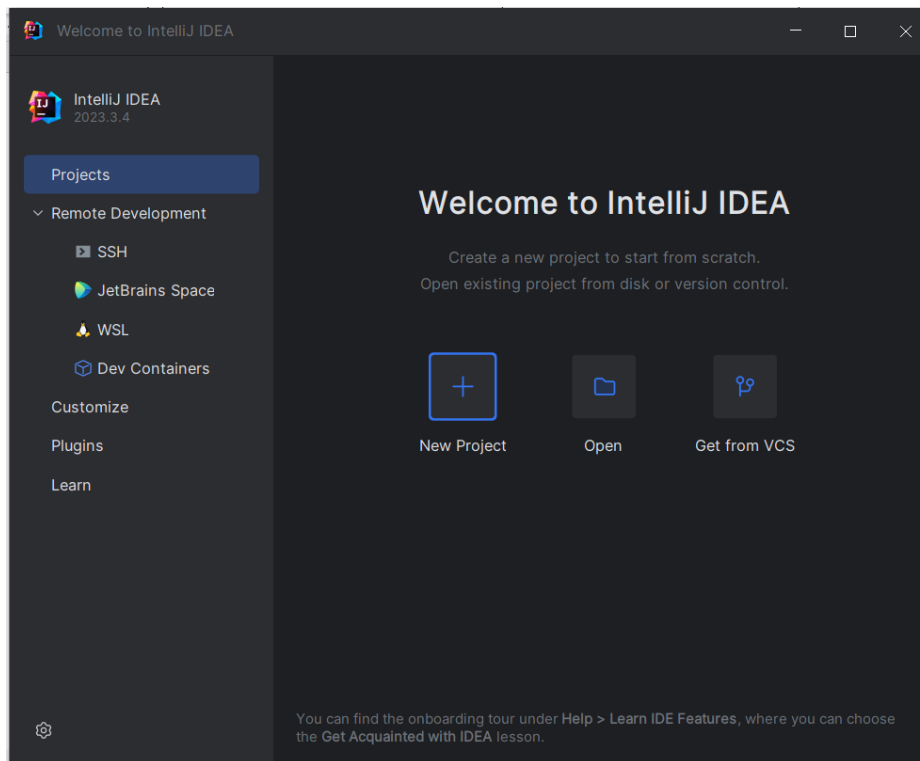 Welcome to IntelliJ IDEA
IntelliJ IDEA
2023.3.4
Projects
Remote Development
SSH
JetBrains Space
WSL
Dev Containers
Customize
Plugins
Learn
Welcome to IntelliJ IDEA
Create a new project to start from scratch.
Open existing project from disk or version control.
New Project
Open
Get from VCS
You can find the onboarding tour under Help > Learn IDE Features, where you can choose
the Get Acquainted with IDEA lesson.